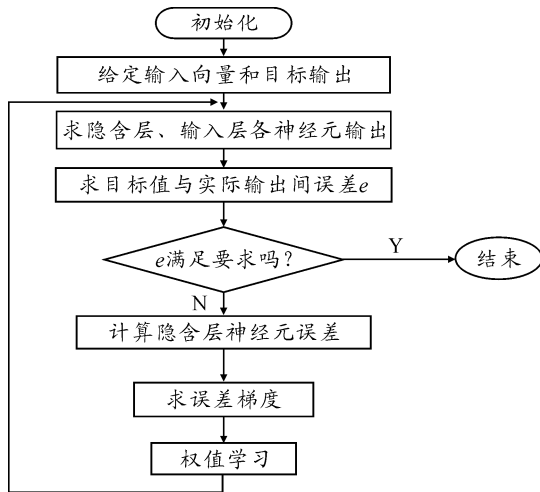 初始化
给定输入向量和目标输出
求隐含层、输入层各神经元输出
求目标值与实际输出间误差e
e满足要求吗?
Y
结束
N
计算隐含层神经元误差
求误差梯度
权值学习